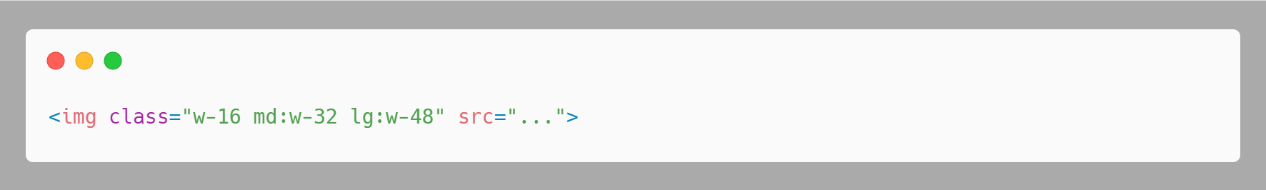 <img class="w-16 md:w-32 lg:w-48" src="...">